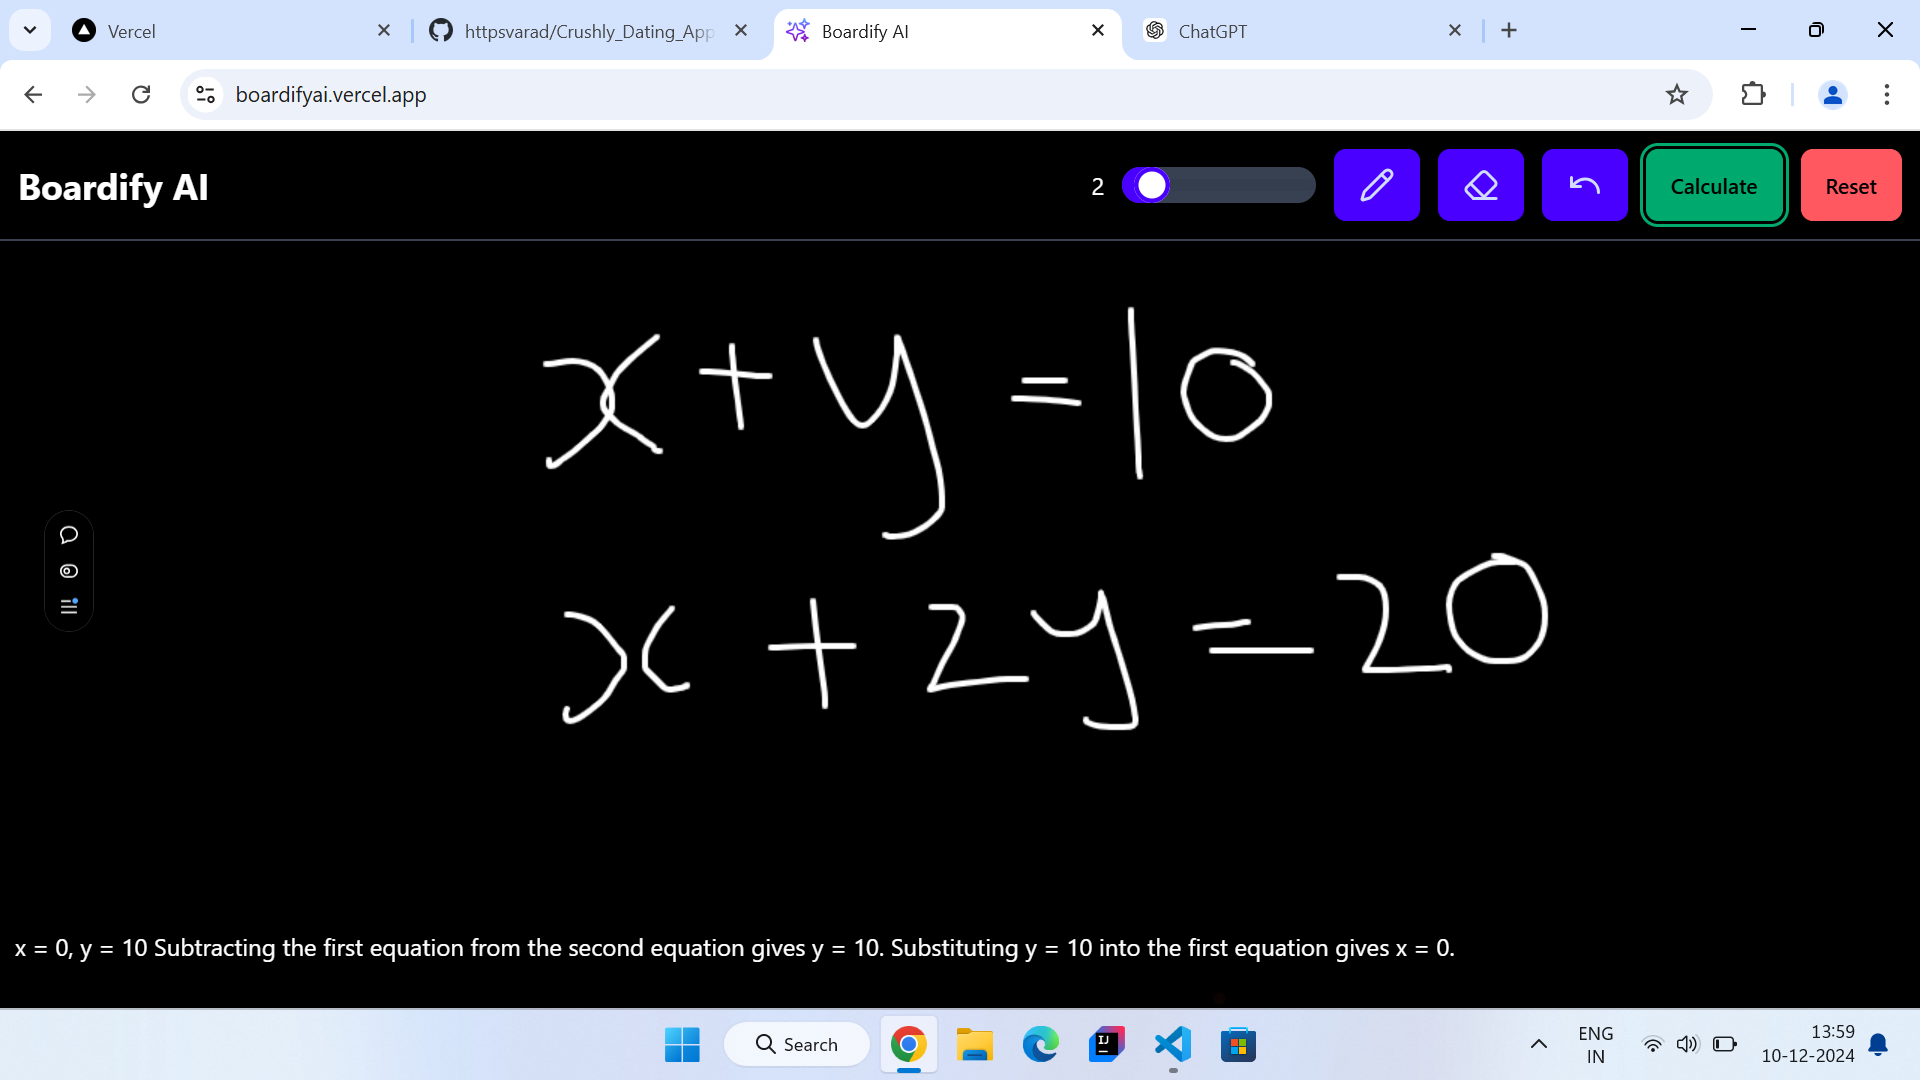 Vercel
httpsvarad/Crushly_Dating_App
Boardify AI
ChatGPT
boardifyai.vercel.app
Boardify AI
2
Calculate
Reset
x + y = 10
x + 2y = 20
x = 0, y = 10 Subtracting the first equation from the second equation gives y = 10. Substituting y = 10 into the first equation gives x = 0.
Search
ENG
IN
13:59
10-12-2024